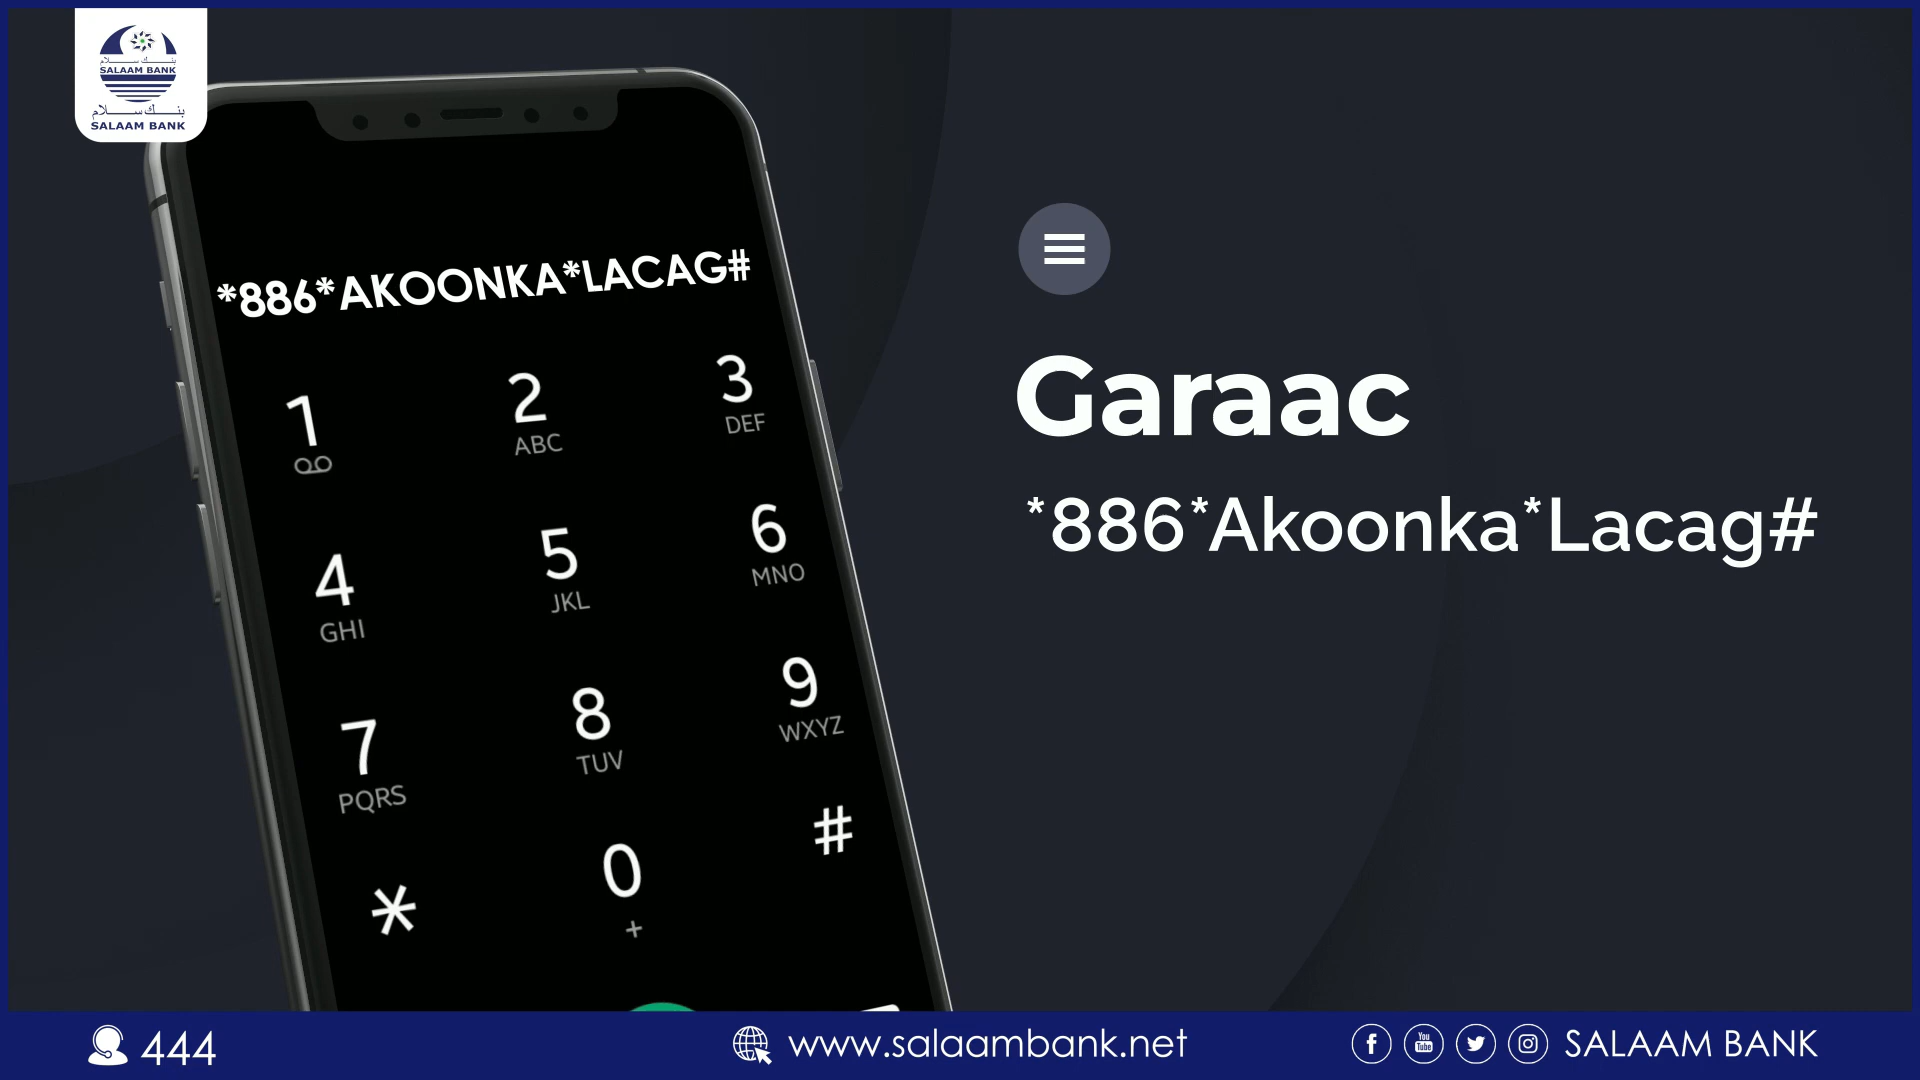 بنك سلام
SALAAM BANK
بنك سلام
SALAAM BANK
*886*AKOONKA*LACAG#
1
2
ABC
3
DEF
4
GHI
5
JKL
6
MNO
7
PQRS
8
TUV
9
WXYZ
*
0
+
#
Garaac
*886*Akoonka*Lacag#
444
www.salaambank.net
f
You
Tube
SALAAM BANK